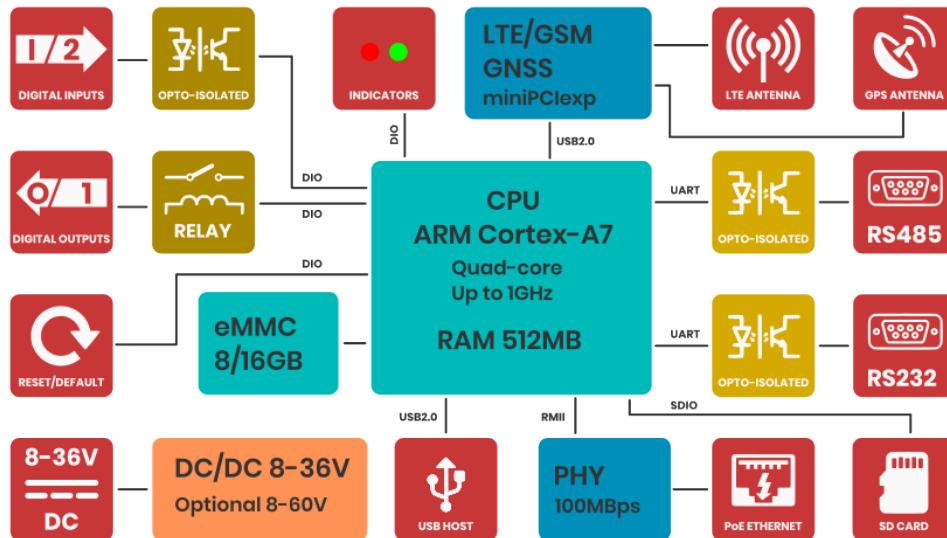 I/2
DIGITAL INPUTS
OPTO-ISOLATED
INDICATORS
LTE/GSM
GNSS
miniPCIexp
LTE ANTENNA
GPS ANTENNA
DIO
USB2.0
O/1
DIGITAL OUTPUTS
RELAY
DIO
DIO
DIO
CPU
ARM Cortex-A7
Quad-core
Up to 1GHz
RAM 512MB
UART
OPTO-ISOLATED
RS485
RESET/DEFAULT
eMMC
8/16GB
UART
OPTO-ISOLATED
RS232
USB2.0
RMII
SDIO
8-36V
DC
DC/DC 8-36V
Optional 8-60V
USB HOST
PHY
100MBps
PoE ETHERNET
SD CARD